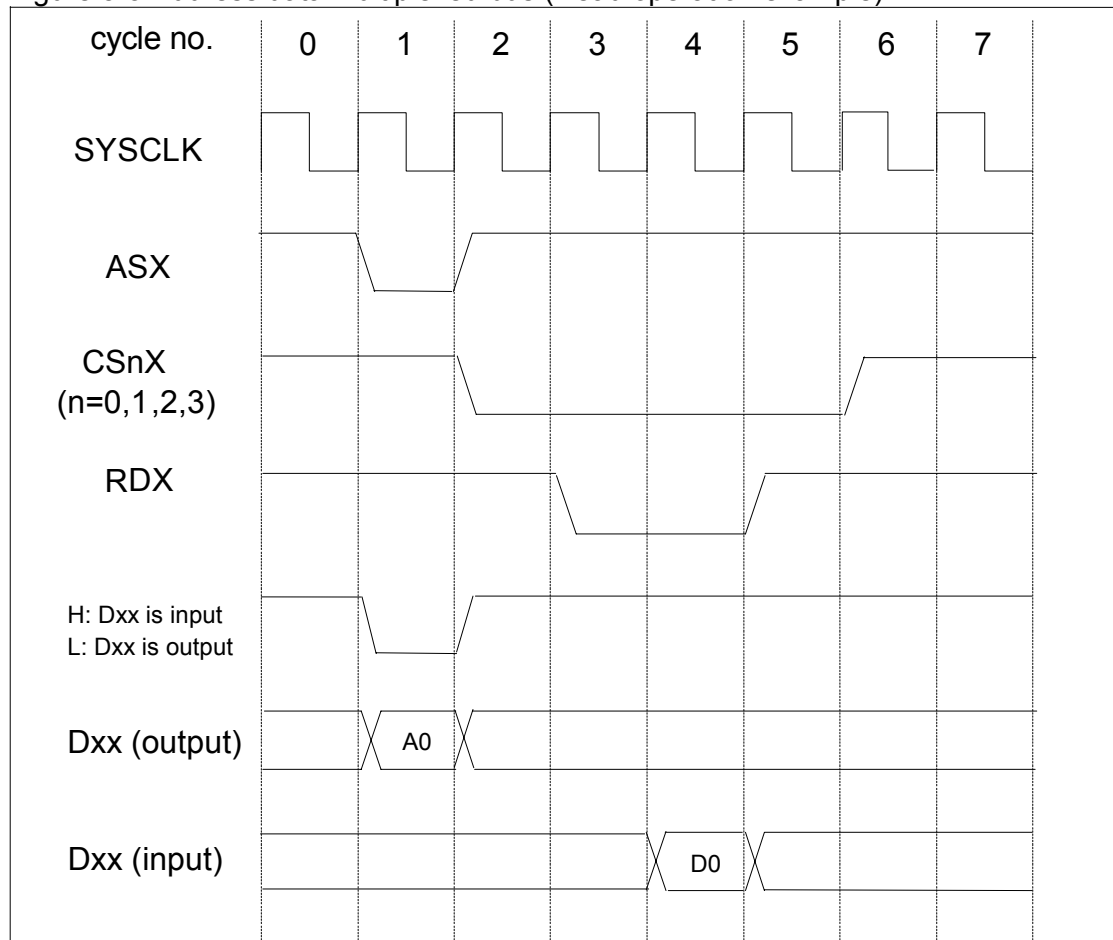 cycle no. 0 1 2 3 4 5 6 7
SYSCLK
ASX
CSnX
(n=0,1,2,3)
RDX
H: Dxx is input
L: Dxx is output
Dxx (output) A0
Dxx (input) D0